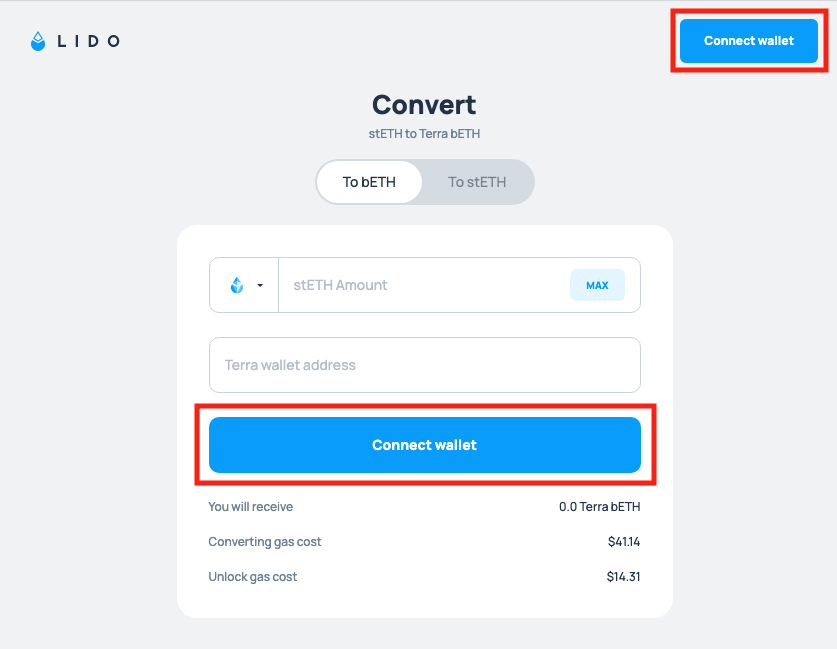 LIDO
Connect wallet
Convert
stETH to Terra bETH
To bETH To stETH
stETH Amount MAX
Terra wallet address
Connect wallet
You will receive 0.0 Terra bETH
Converting gas cost $41.14
Unlock gas cost $14.31